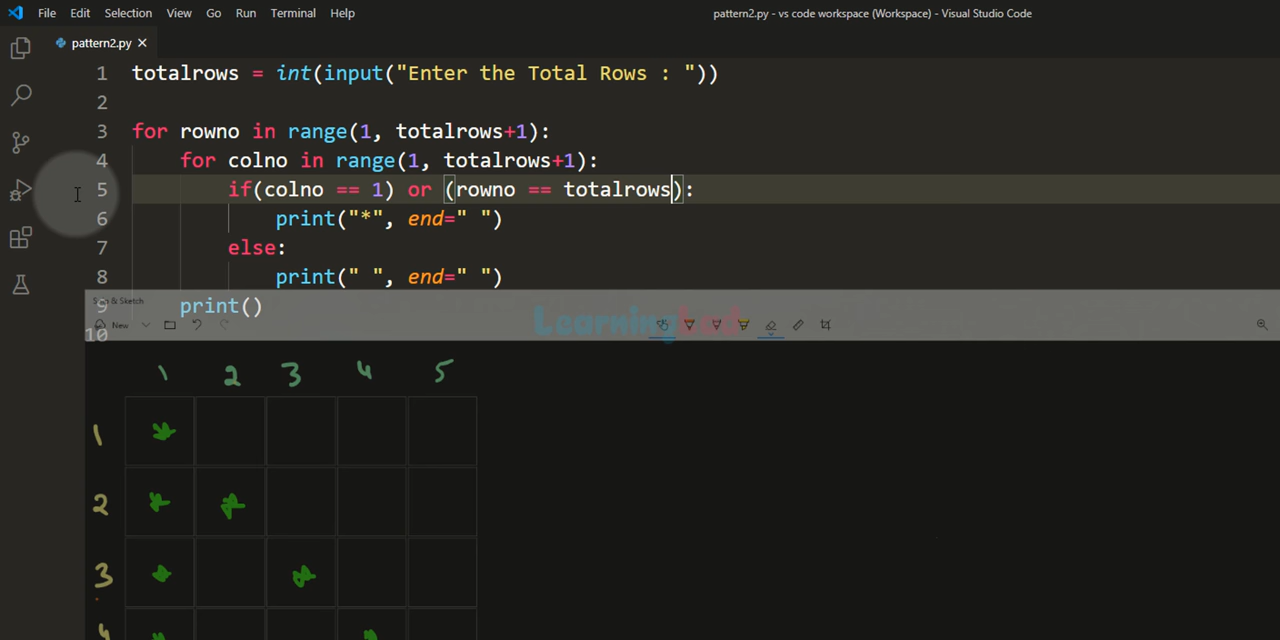 File Edit Selection View Go Run Terminal Help
pattern2.py - vs code workspace (Workspace) - Visual Studio Code
pattern2.py
1 totalrows = int(input("Enter the Total Rows : "))
2
3 for rowno in range(1, totalrows+1):
4 for colno in range(1, totalrows+1):
5 if(colno == 1) or (rowno == totalrows):
6 print("*", end=" ")
7 else:
8 print(" ", end=" ")
Snip & Sketch
9 print()
New
LearningLad
10
1 2 3 4 5
1
2
3
4